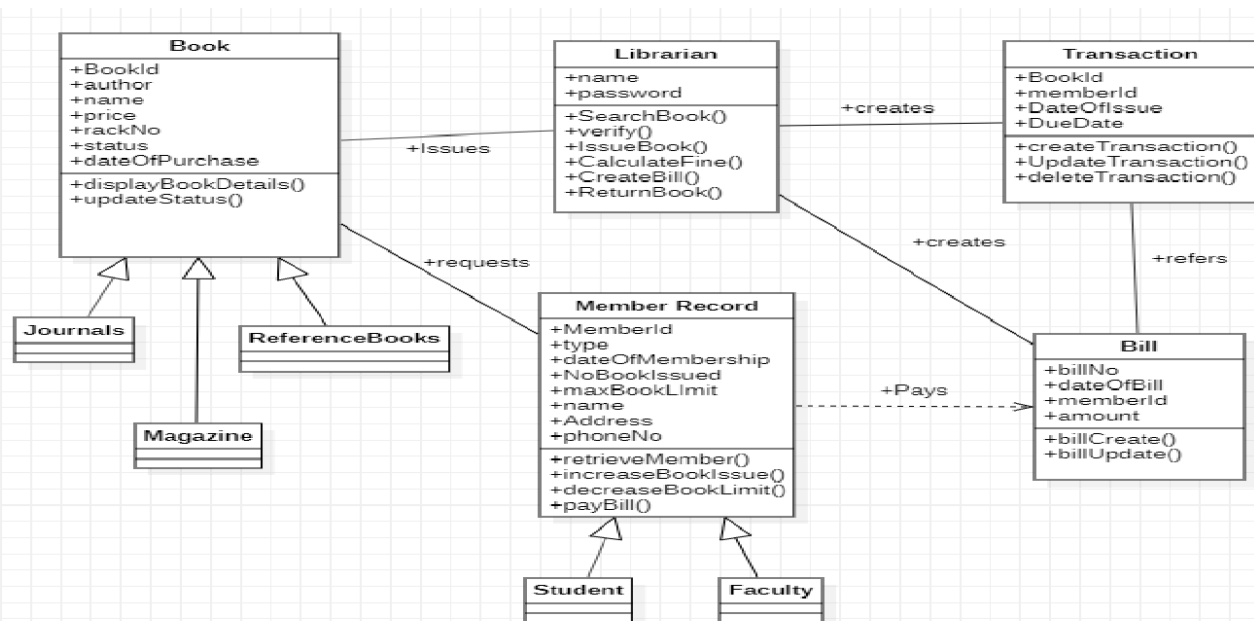 Book
+BookId
+author
+name
+price
+rackNo
+status
+dateOfPurchase
+displayBookDetails()
+updateStatus()
Librarian
+name
+password
+SearchBook()
+verify()
+IssueBook()
+CalculateFine()
+CreateBill()
+ReturnBook()
Transaction
+BookId
+memberId
+DateOfIssue
+DueDate
+createTransaction()
+UpdateTransaction()
+deleteTransaction()
+Issues
+creates
+requests
+creates
+refers
Journals
ReferenceBooks
Magazine
Member Record
+MemberId
+type
+dateOfMembership
+NoBookIssued
+maxBookLImit
+name
+Address
+phoneNo
+retrieveMember()
+increaseBookIssue()
+decreaseBookLimit()
+payBill()
+Pays
Bill
+billNo
+dateOfBill
+memberId
+amount
+billCreate()
+billUpdate()
Student
Faculty